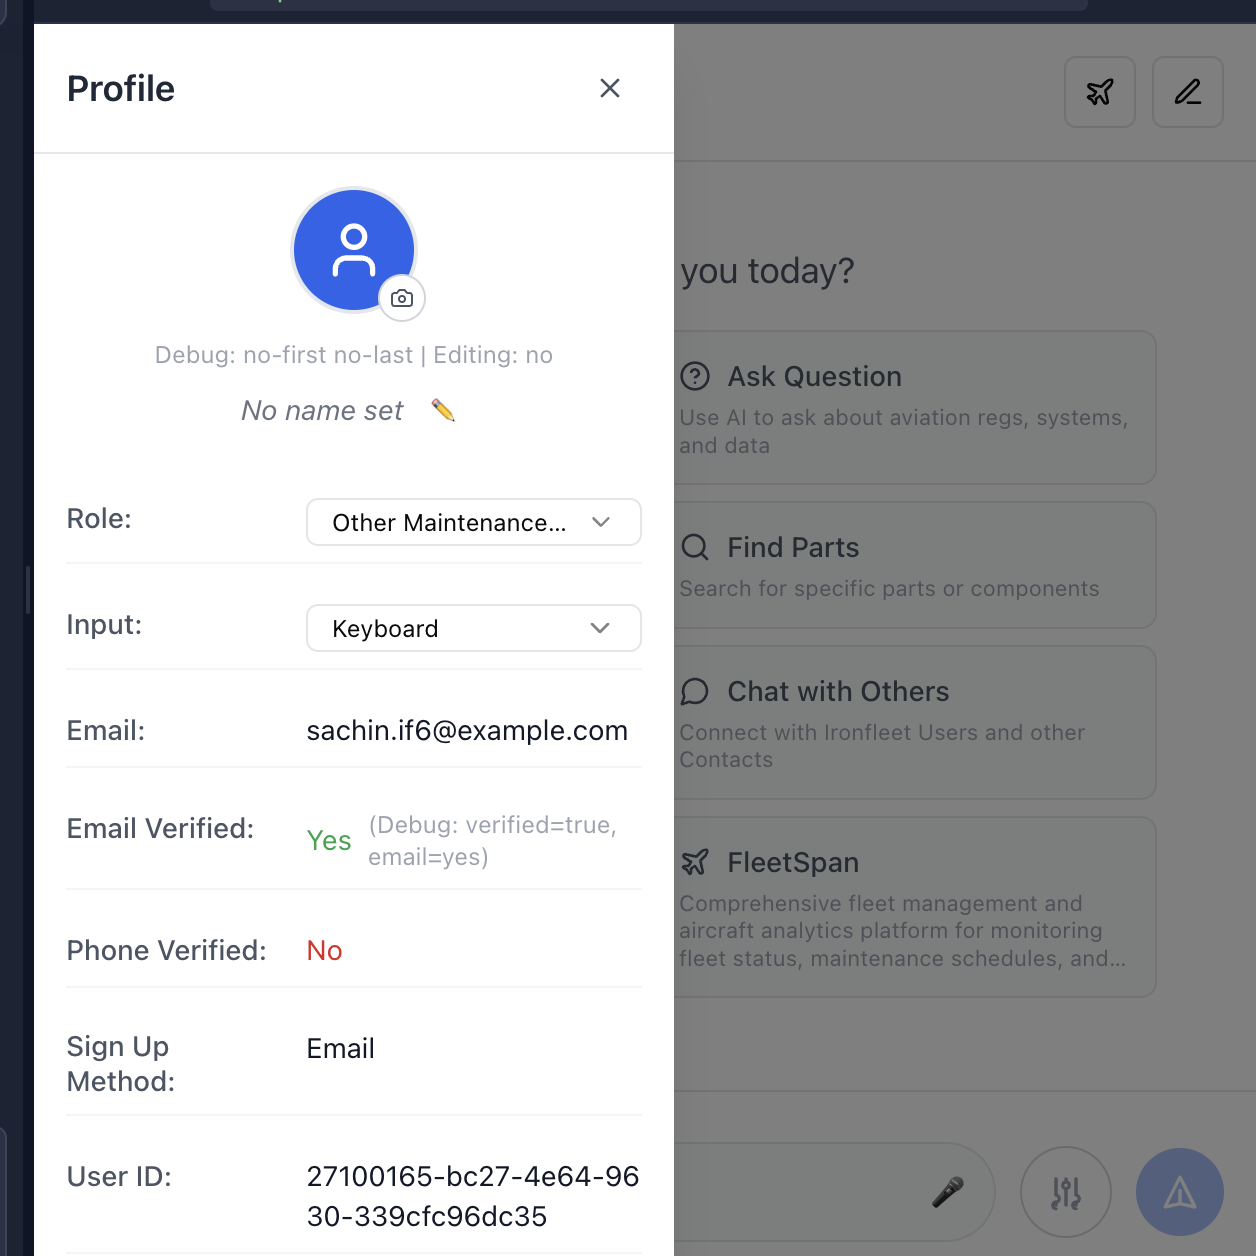 Profile
Debug: no-first no-last | Editing: no
No name set
Role:
Other Maintenance...
Input:
Keyboard
Email:
sachin.if6@example.com
Email Verified:
Yes
(Debug: verified=true,
email=yes)
Phone Verified:
No
Sign Up
Method:
Email
User ID:
27100165-bc27-4e64-96
30-339cfc96dc35
you today?
Ask Question
Use AI to ask about aviation regs, systems,
and data
Find Parts
Search for specific parts or components
Chat with Others
Connect with Ironfleet Users and other
Contacts
FleetSpan
Comprehensive fleet management and
aircraft analytics platform for monitoring
fleet status, maintenance schedules, and...